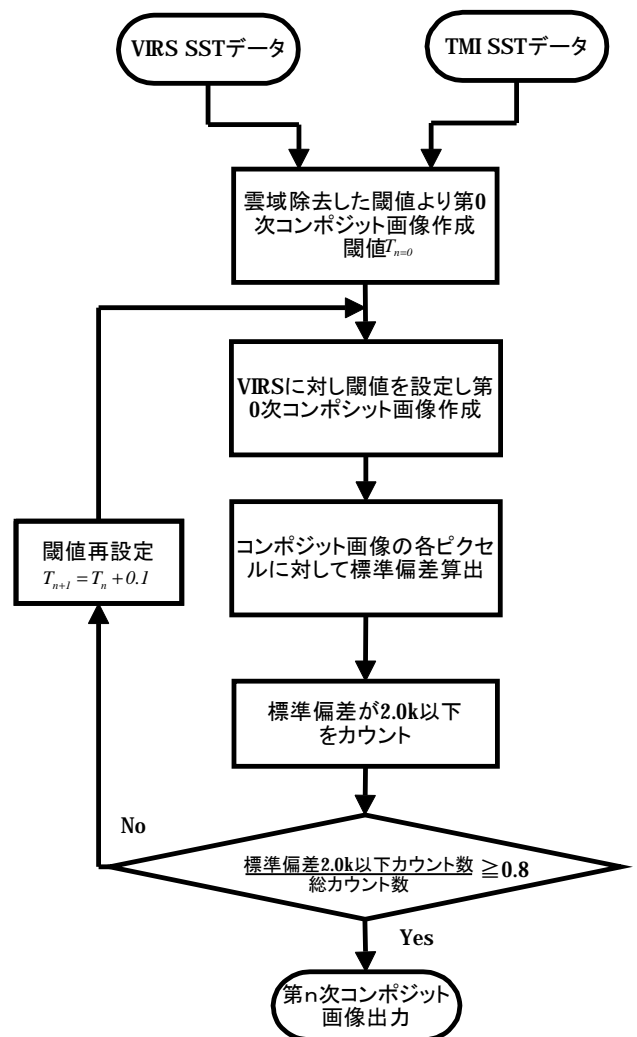 VIRS SSTデータ
TMI SSTデータ
雲域除去した閾値より第0
次コンポジット画像作成
閾値Tn=0
VIRSに対し閾値を設定し第
0次コンポシット画像作成
コンポジット画像の各ピクセ
ルに対して標準偏差算出
閾値再設定
Tn+1 = Tn + 0.1
標準偏差が2.0k以下
をカウント
No
標準偏差2.0k以下カウント数
総カウント数
≧0.8
Yes
第n次コンポジット
画像出力